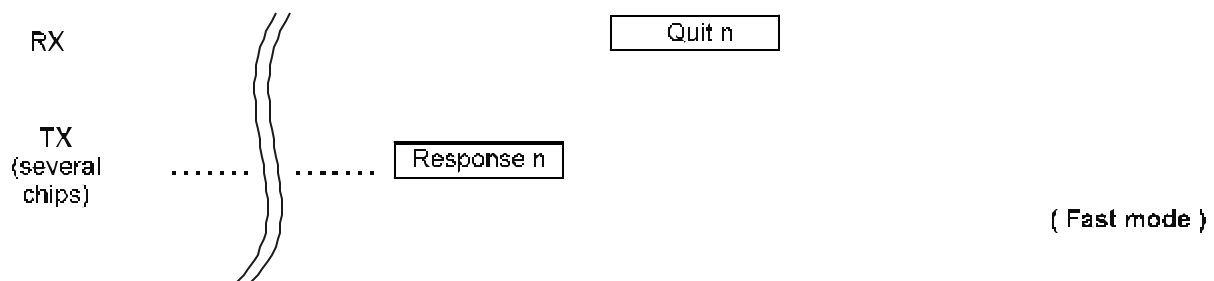 RX
Quit n
TX
(several
chips)
Response n
( Fast mode )